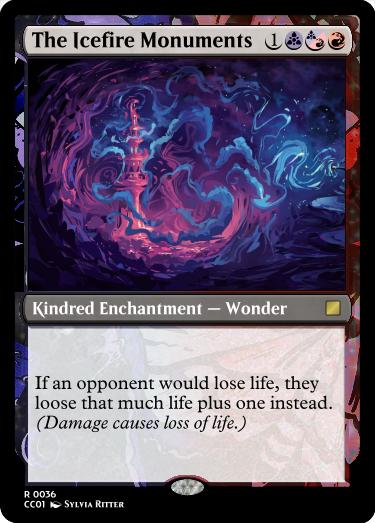 The Icefire Monuments 1
Kindred Enchantment — Wonder
If an opponent would lose life, they
loose that much life plus one instead.
(Damage causes loss of life.)
R 0036
CC01 Sylvia Ritter